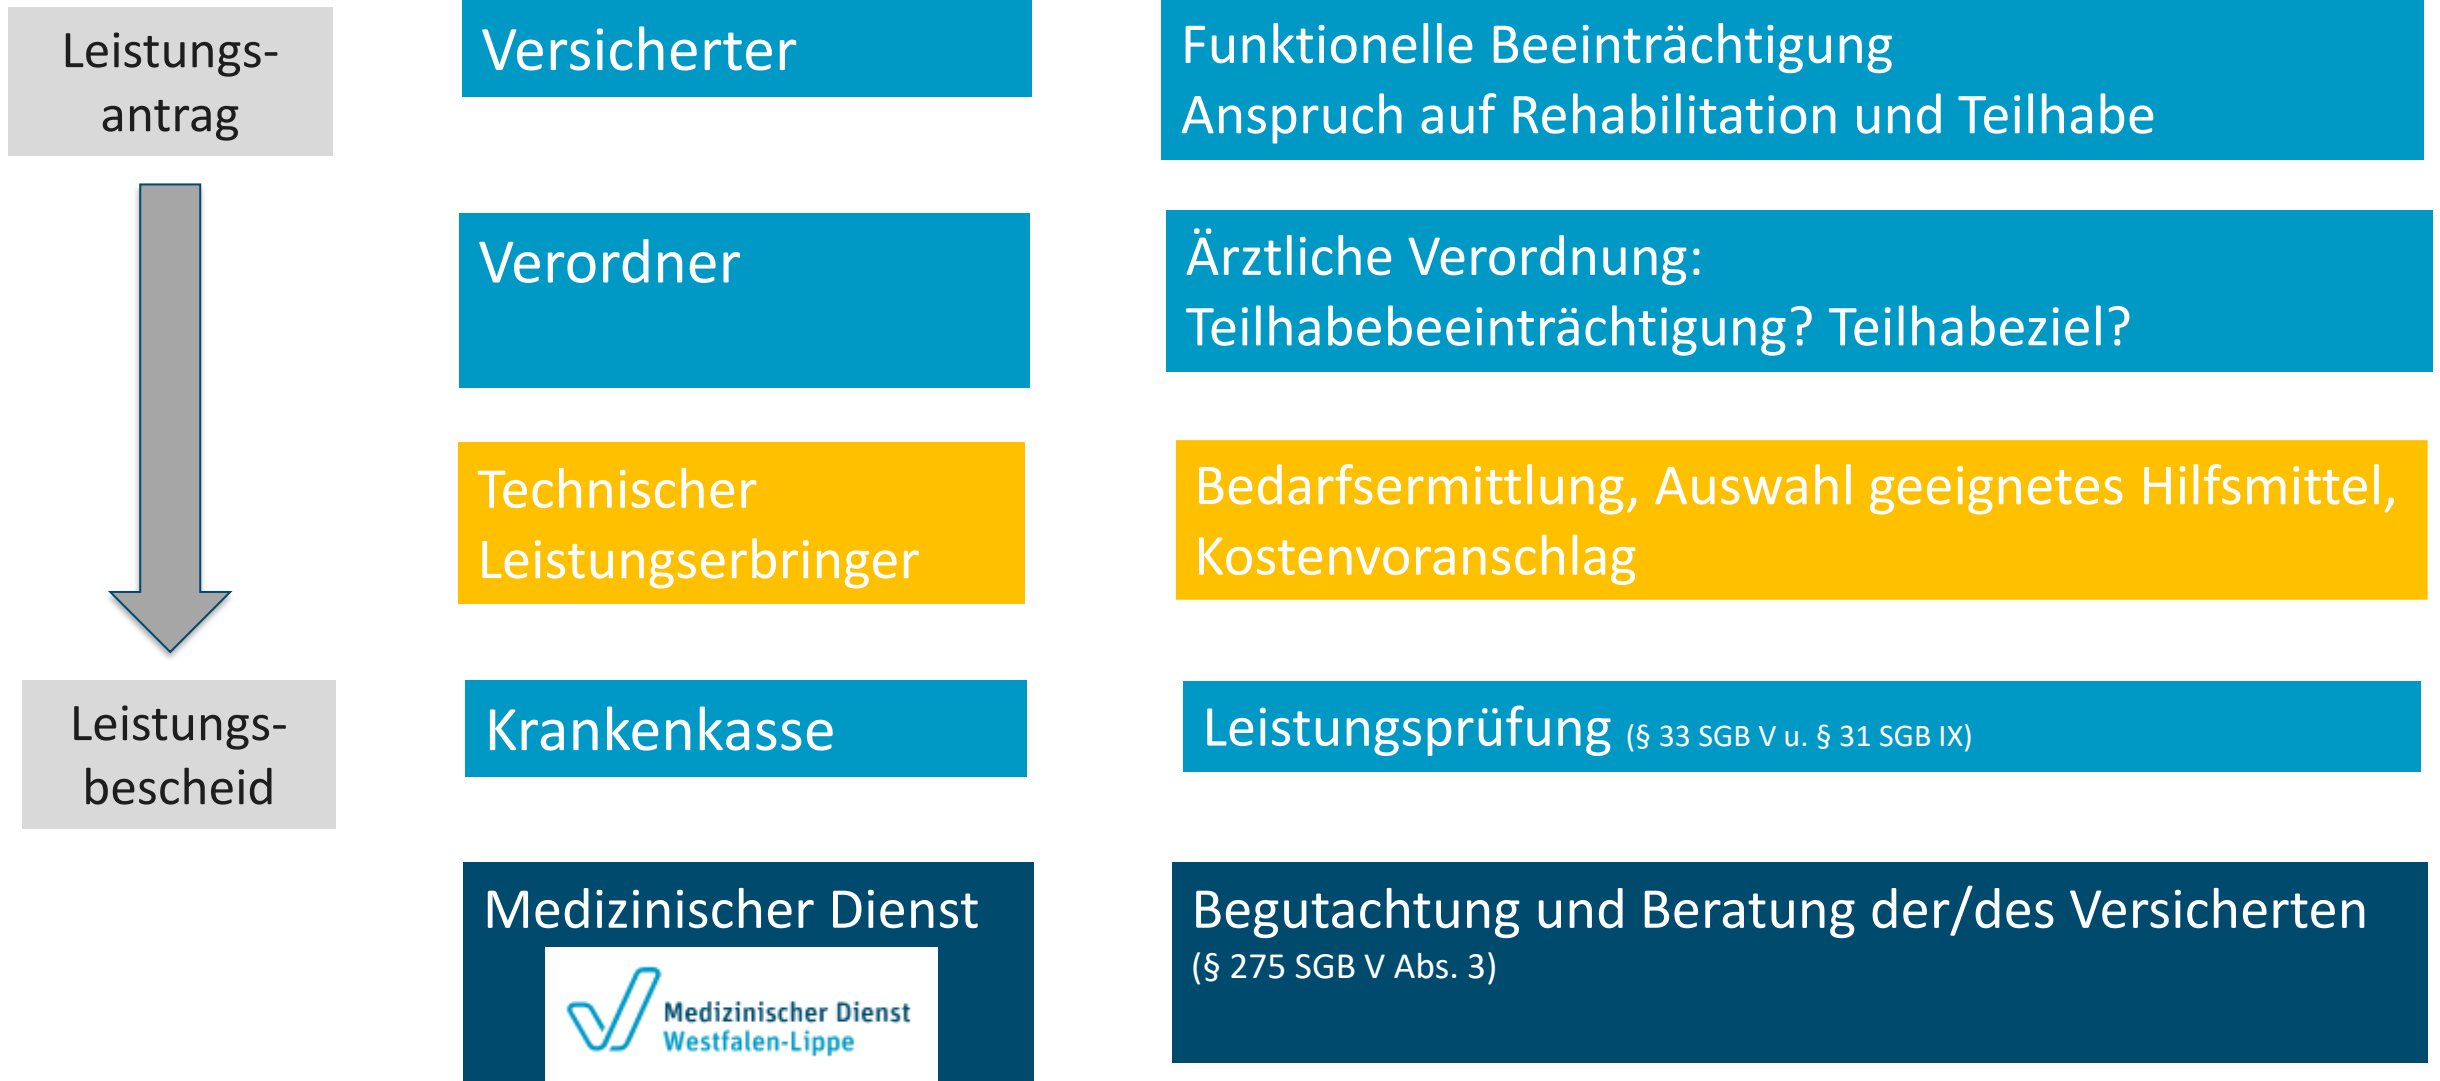 Leistungs-
antrag
Versicherter
Funktionelle Beeinträchtigung
Anspruch auf Rehabilitation und Teilhabe
Verordner
Ärztliche Verordnung:
Teilhabebeeinträchtigung? Teilhabeziel?
Technischer
Leistungserbringer
Bedarfsermittlung, Auswahl geeignetes Hilfsmittel,
Kostenvoranschlag
Leistungs-
bescheid
Krankenkasse
Leistungsprüfung (§ 33 SGB V u. § 31 SGB IX)
Medizinischer Dienst
Medizinischer Dienst
Westfalen-Lippe
Begutachtung und Beratung der/des Versicherten
(§ 275 SGB V Abs. 3)